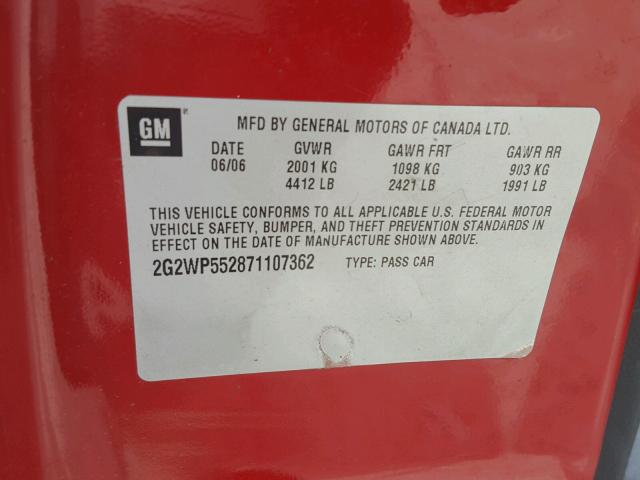 GM
MFD BY GENERAL MOTORS OF CANADA LTD.
DATE GVWR GAWR FRT GAWR RR
06/06 2001 KG 1098 KG 903 KG
4412 LB 2421 LB 1991 LB
THIS VEHICLE CONFORMS TO ALL APPLICABLE U.S. FEDERAL MOTOR
VEHICLE SAFETY, BUMPER, AND THEFT PREVENTION STANDARDS IN
EFFECT ON THE DATE OF MANUFACTURE SHOWN ABOVE.
2G2WP552871107362 TYPE: PASS CAR